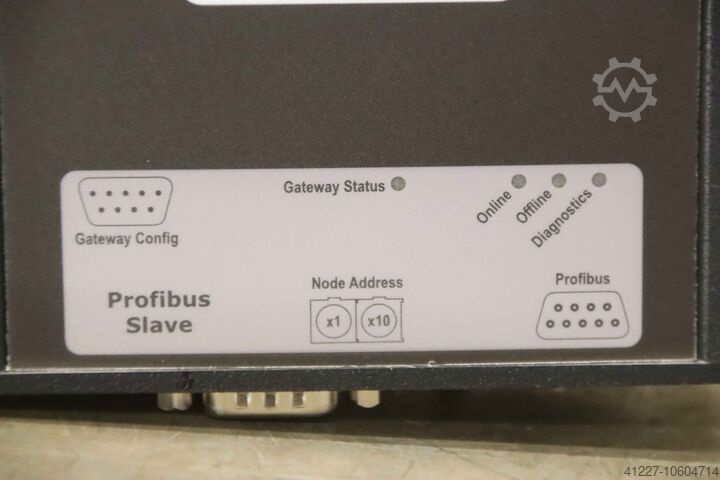 Gateway Status
Online
Offline
Diagnostics
Gateway Config
Node Address
Profibus
Profibus
Slave
x1
x10
41227-10604714